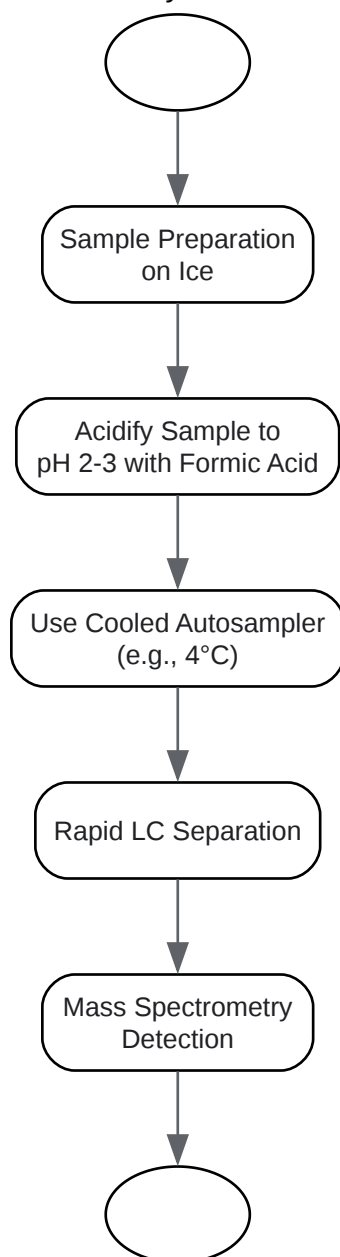 Sample Preparation
on Ice
Acidify Sample to
pH 2-3 with Formic Acid
Use Cooled Autosampler
(e.g., 4°C)
Rapid LC Separation
Mass Spectrometry
Detection